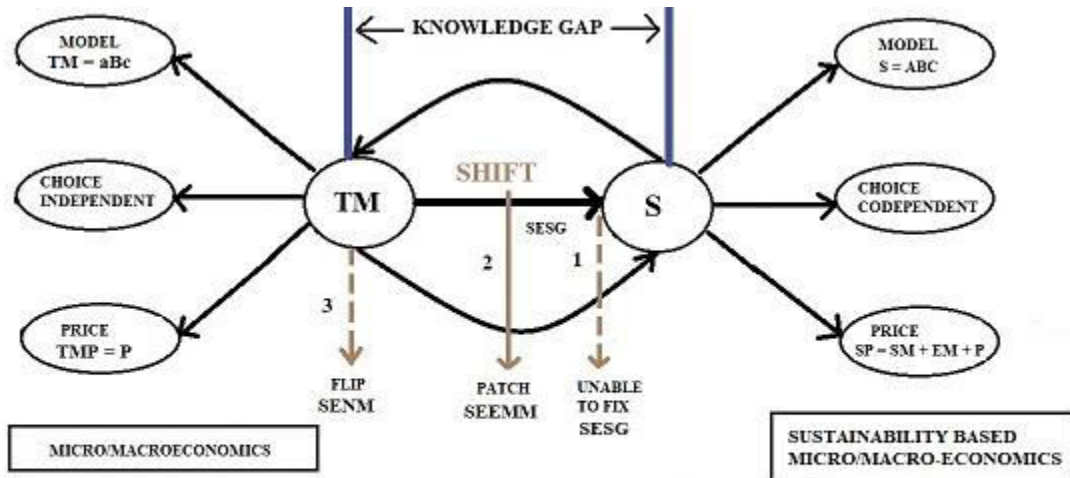 KNOWLEDGE GAP
MODEL
TM = aBc
MODEL
S = ABC
SHIFT
CHOICE
INDEPENDENT
TM
S
CHOICE
CODEPENDENT
SESG
3
2
1
PRICE
TMP = P
PRICE
SP = SM + EM + P
FLIP
SENM
PATCH
SEEMM
UNABLE
TO FIX
SESG
MICRO/MACROECONOMICS
SUSTAINABILITY BASED
MICRO/MACRO-ECONOMICS